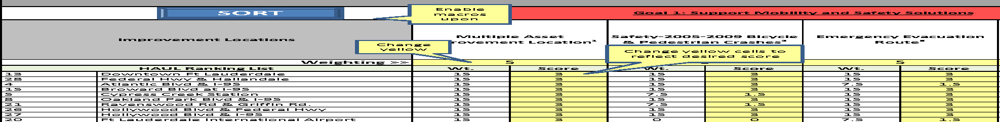 SORT
Enable
macros
upon
Goal 1: Support Mobility and Safety Solutions
Improvement Locations
Multiple Asset
rovement Location¹
Safety-2005-2009 Bicycle
& Pedestrian Crashes²
Emergency Evacuation
Route³
Change
yellow
Change yellow cells to
reflect desired score
Weighting >> 5 5
HAUL Ranking List Wt. Score Wt. Score Wt. Score
13 Downtown Ft Lauderdale 15 3 15 3 15 3
28 Federal Hwy & Hallandale 15 3 15 3 15 3
4 Atlantic Blvd & I-95 15 3 15 3 7.5 1.5
15 Broward Blvd at I-95 15 3 15 3 15 3
5 Cypress Creek Station 15 3 7.5 1.5 15 3
8 Oakland Park Blvd & I-95 15 3 15 3 15 3
21 Ravenswood Rd & Griffin Rd. 15 3 7.5 1.5 15 3
26 Hollywood Blvd & Federal Hwy 15 3 15 3 15 3
27 Hollywood Blvd & I-95 15 3 15 3 15 3
20 Ft Lauderdale International Airport 15 3 0 0 7.5 1.5